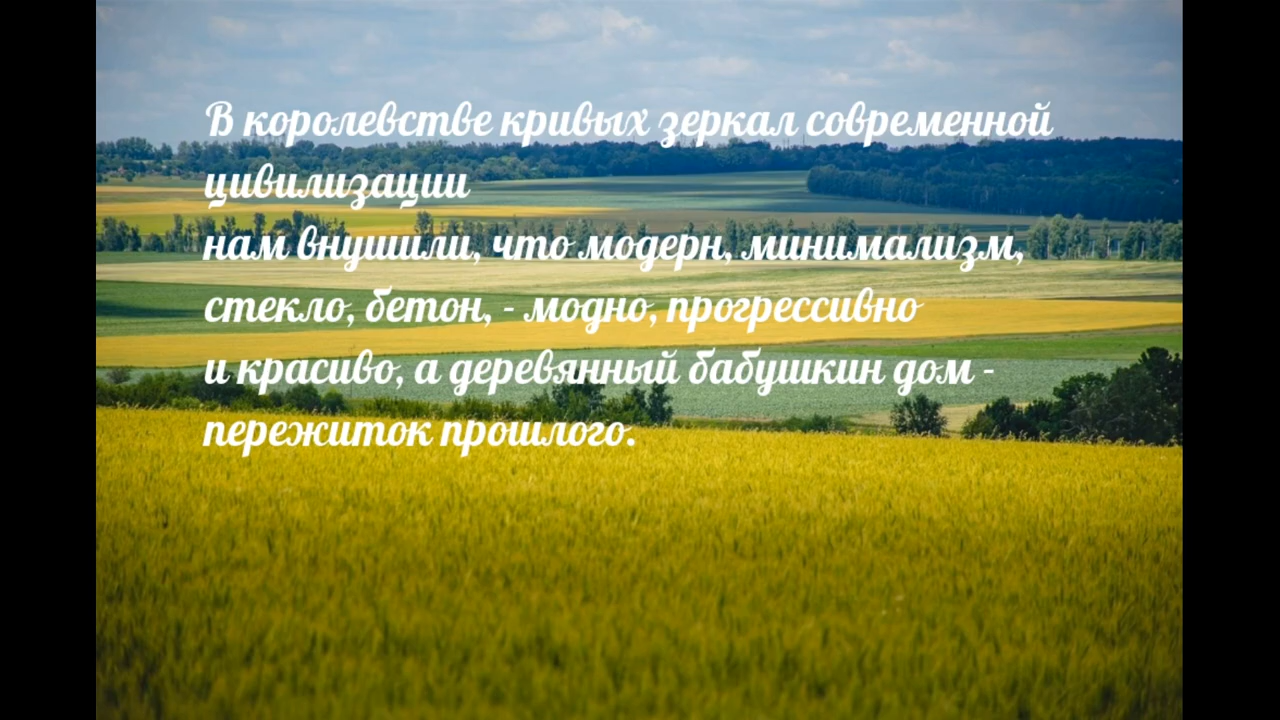 В королевстве кривых зеркал современной
цивилизации
нам внушили, что модерн, минимализм,
стекло, бетон, - модно, прогрессивно
и красиво, а деревянный бабушкин дом -
пережиток прошлого.